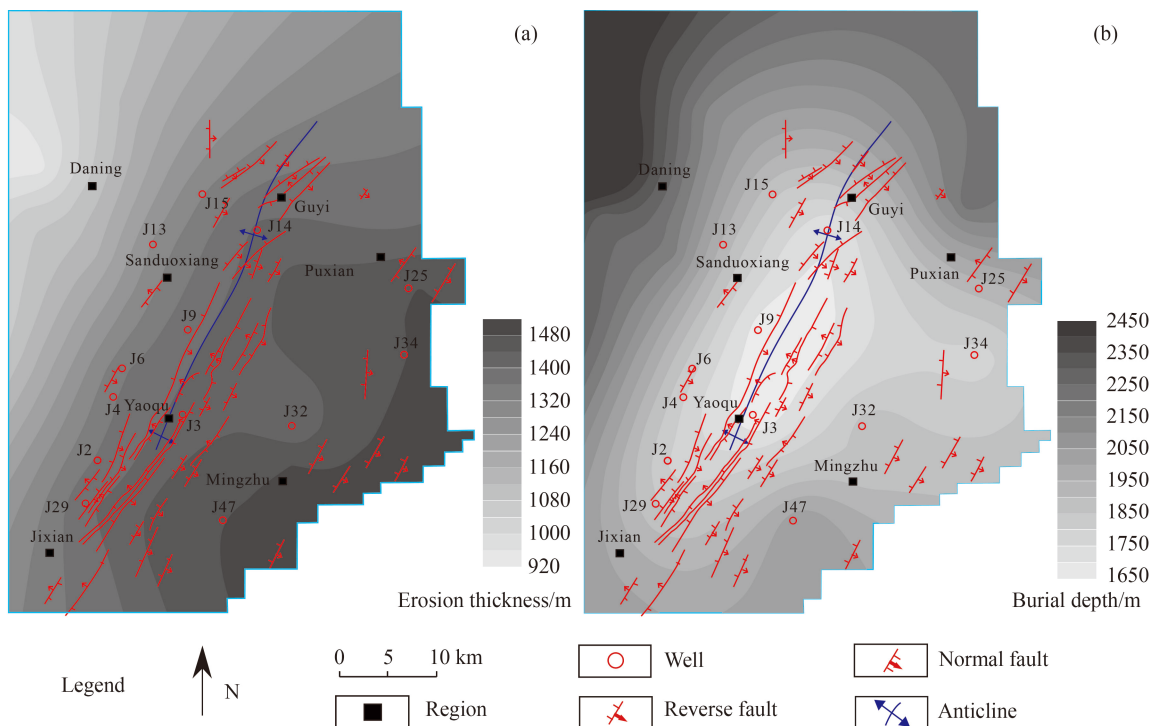 (a)
Daning
J15
Guyi
J13
J14
Sanduoxiang
Puxian
J25
J9
J34
J6
J4
Yaoqu
J3
J32
J2
Mingzhu
J29
J47
Jixian
1480
1400
1320
1240
1160
1080
1000
920
Erosion thickness/m
(b)
Daning
J15
Guyi
J13
J14
Sanduoxiang
Puxian
J25
J9
J34
J6
J4
Yaoqu
J3
J32
J2
Mingzhu
J29
J47
Jixian
2450
2350
2250
2150
2050
1950
1850
1750
1650
Burial depth/m
Legend
N
0 5 10 km
Region
Well
Reverse fault
Normal fault
Anticline